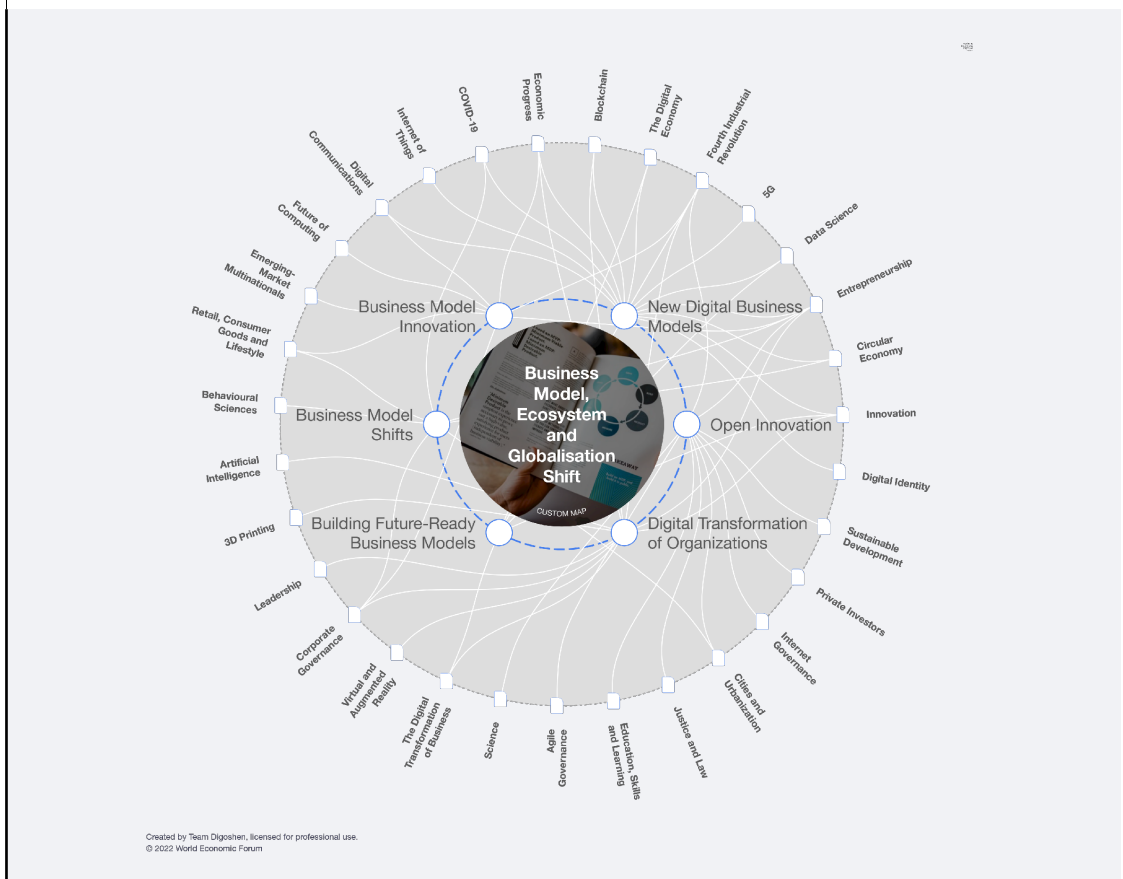 Economic
Progress
Blockchain
The Digital
Economy
Fourth Industrial
Revolution
5G
Data Science
Entrepreneurship
Circular
Economy
Innovation
Digital Identity
Sustainable
Development
Private Investors
Internet
Governance
Cities and
Urbanization
Justice and Law
Education, Skills
and Learning
Agile
Governance
Science
The Digital
Transformation
of Business
Virtual and
Augmented
Reality
Corporate
Governance
Leadership
3D Printing
Artificial
Intelligence
Behavioural
Sciences
Retail, Consumer
Goods and
Lifestyle
Emerging-
Market
Multinationals
Future of
Computing
Digital
Communications
Internet of
Things
COVID-19
Business Model
Innovation
New Digital Business
Models
Business Model
Shifts
Open Innovation
Building Future-Ready
Business Models
Digital Transformation
of Organizations
Business
Model,
Ecosystem
and
Globalisation
Shift
CUSTOM MAP
Created by Team Digoshen, licensed for professional use.
© 2022 World Economic Forum